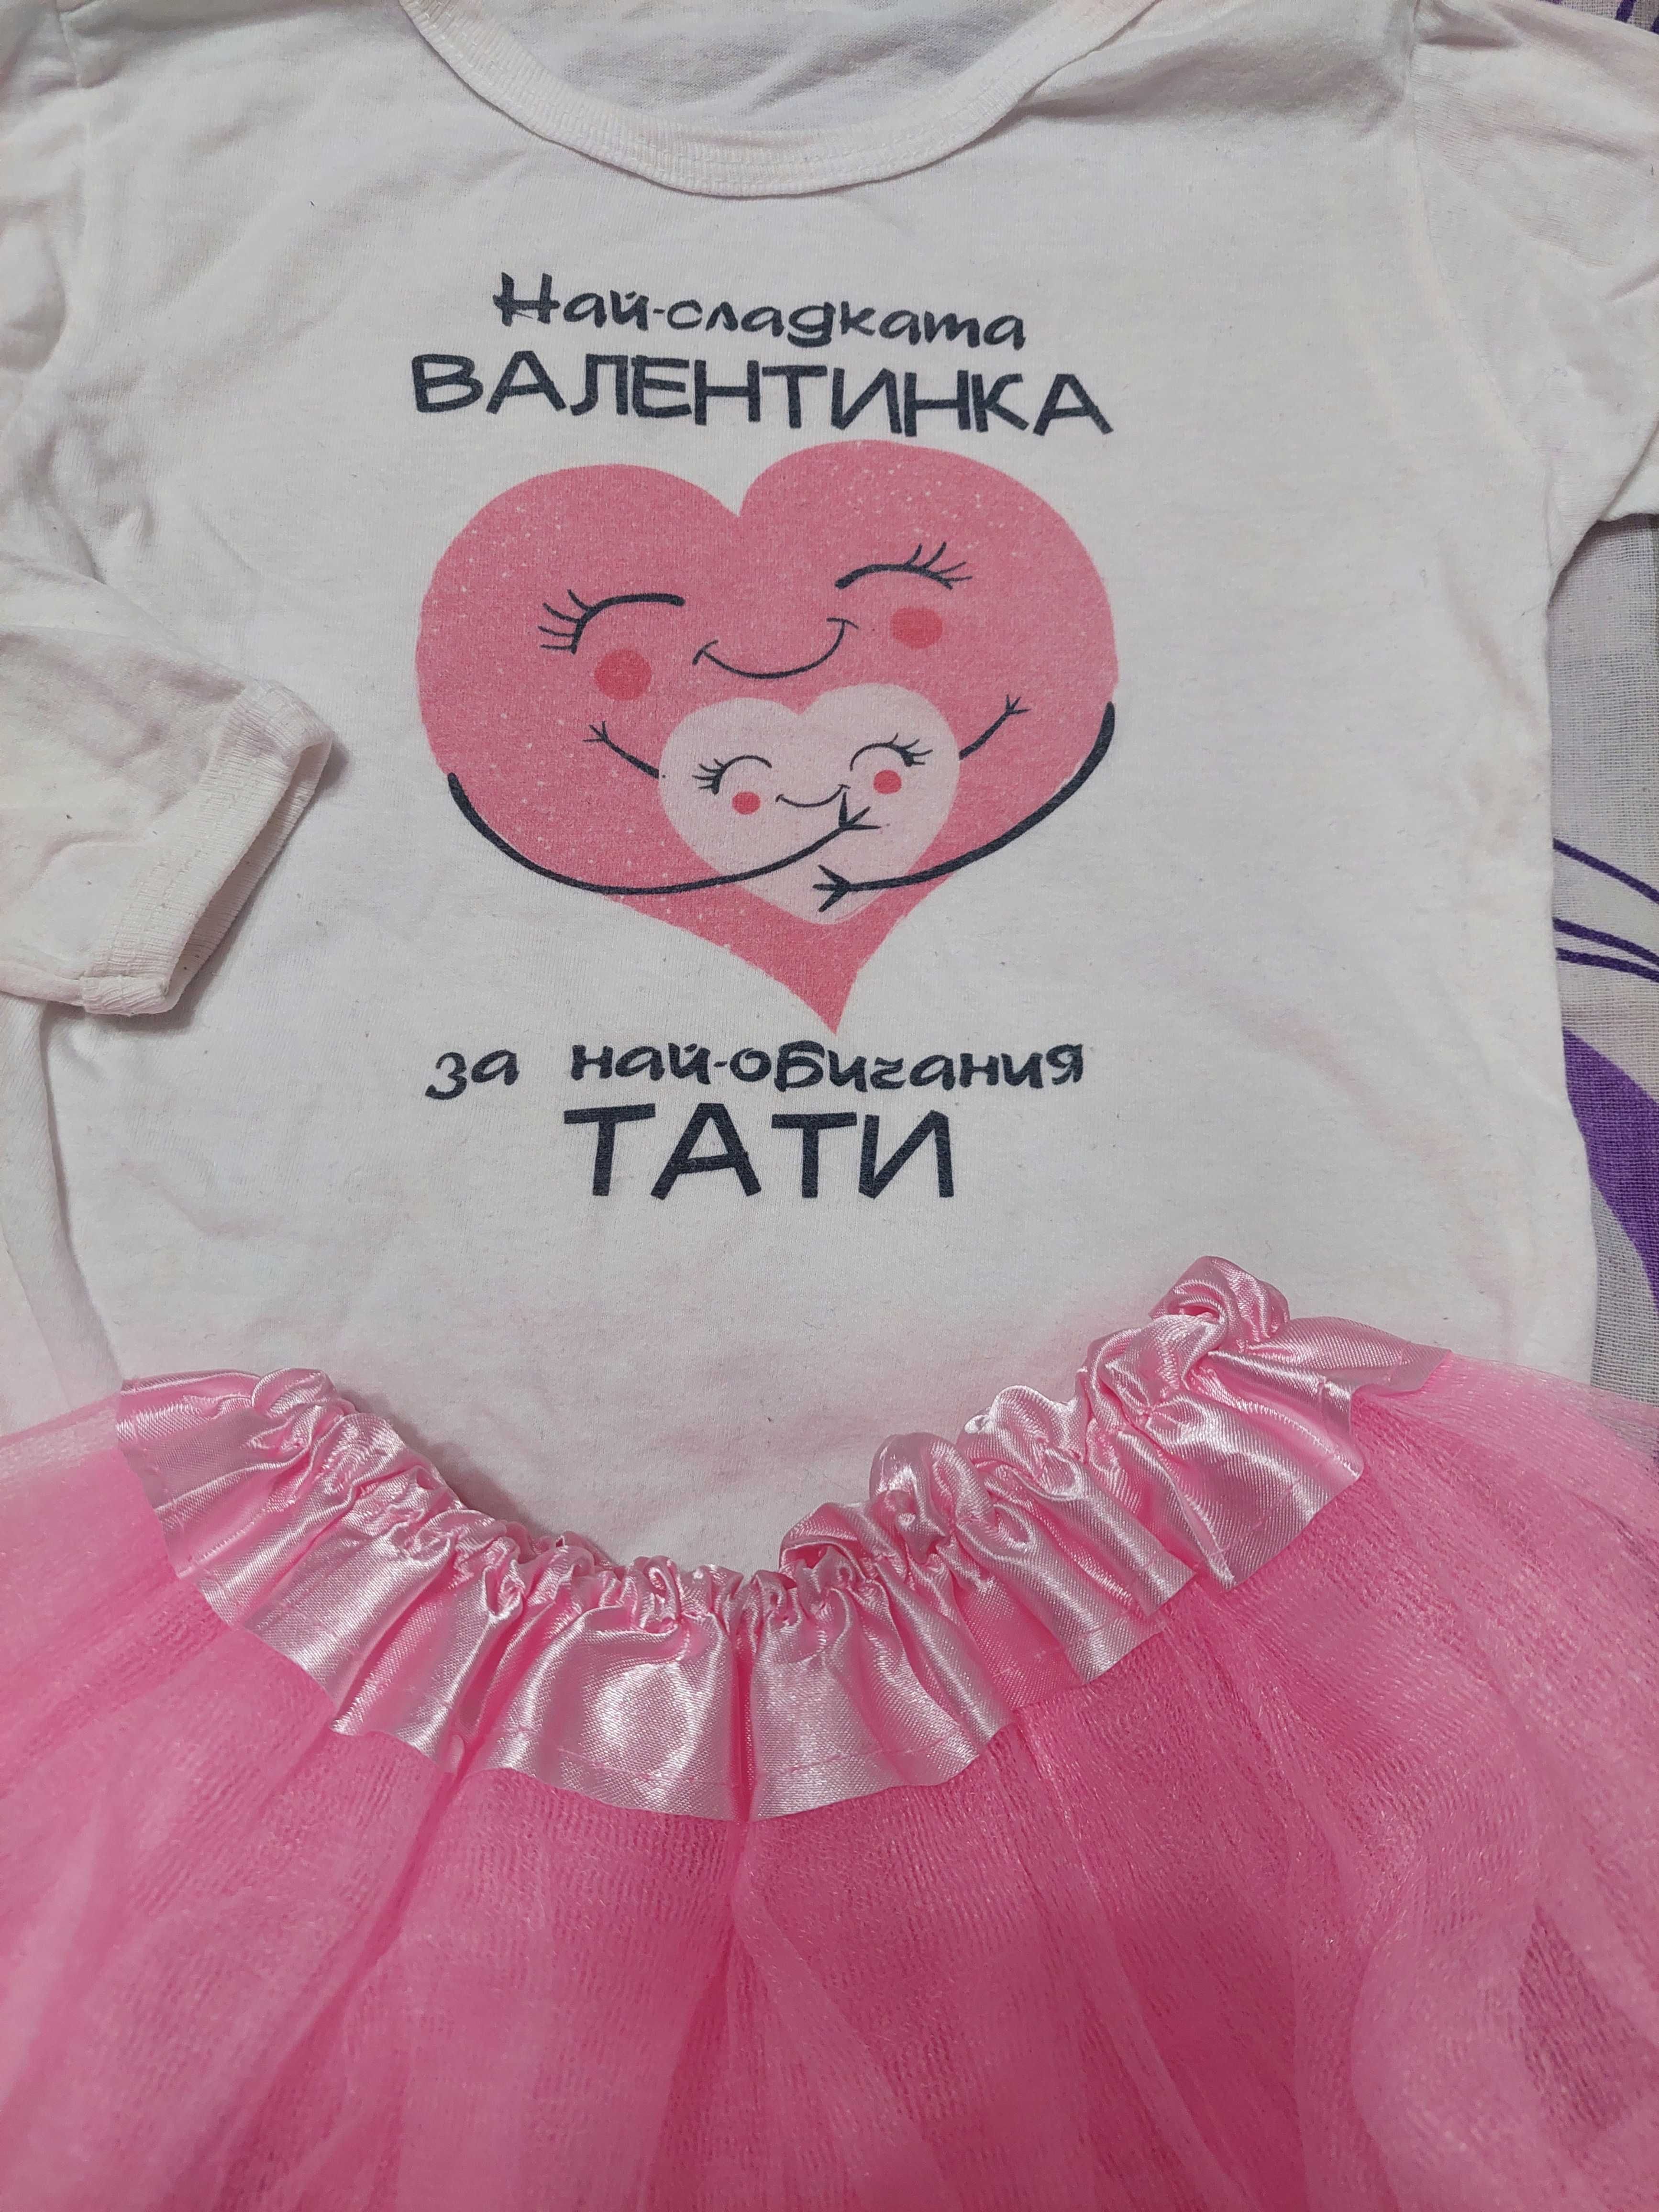 Най-сладката
ВАЛЕНТИНКА
за най-обичания
ТАТИ